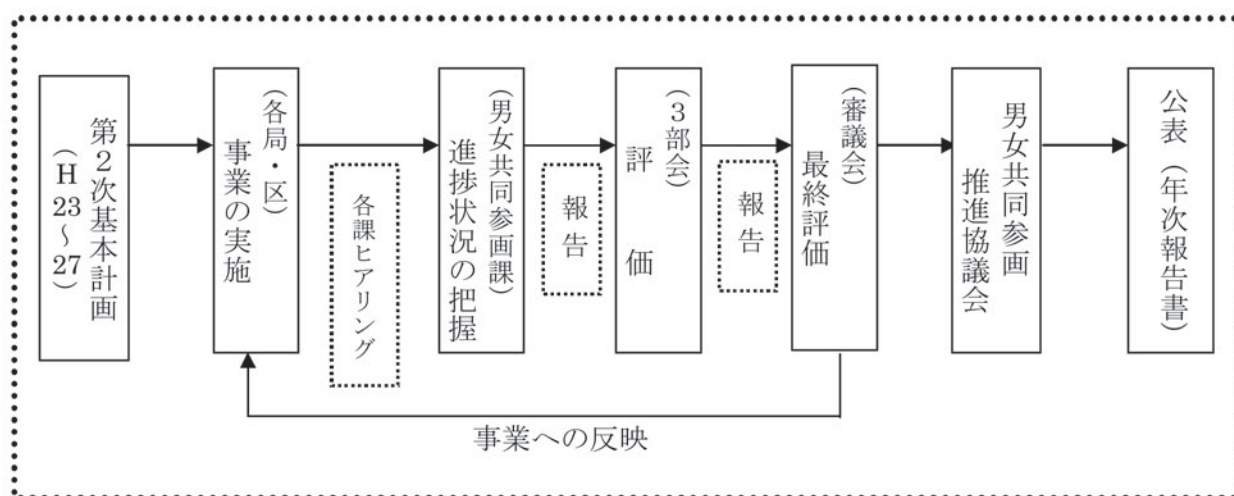 第２次基本計画
（Ｈ23～27）
事業の実施
（各局・区）
各課ヒアリング
進捗状況の把握
（男女共同参画課）
報告
評価
（３部会）
報告
最終評価
（審議会）
男女共同参画
推進協議会
公表（年次報告書）
事業への反映